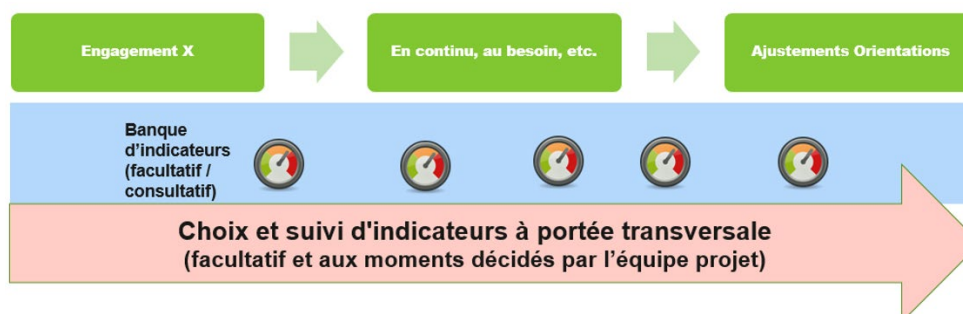 Engagement X
En continu, au besoin, etc.
Ajustements Orientations
Banque
d’indicateurs
(facultatif /
consultatif)
Choix et suivi d'indicateurs à portée transversale
(facultatif et aux moments décidés par l’équipe projet)